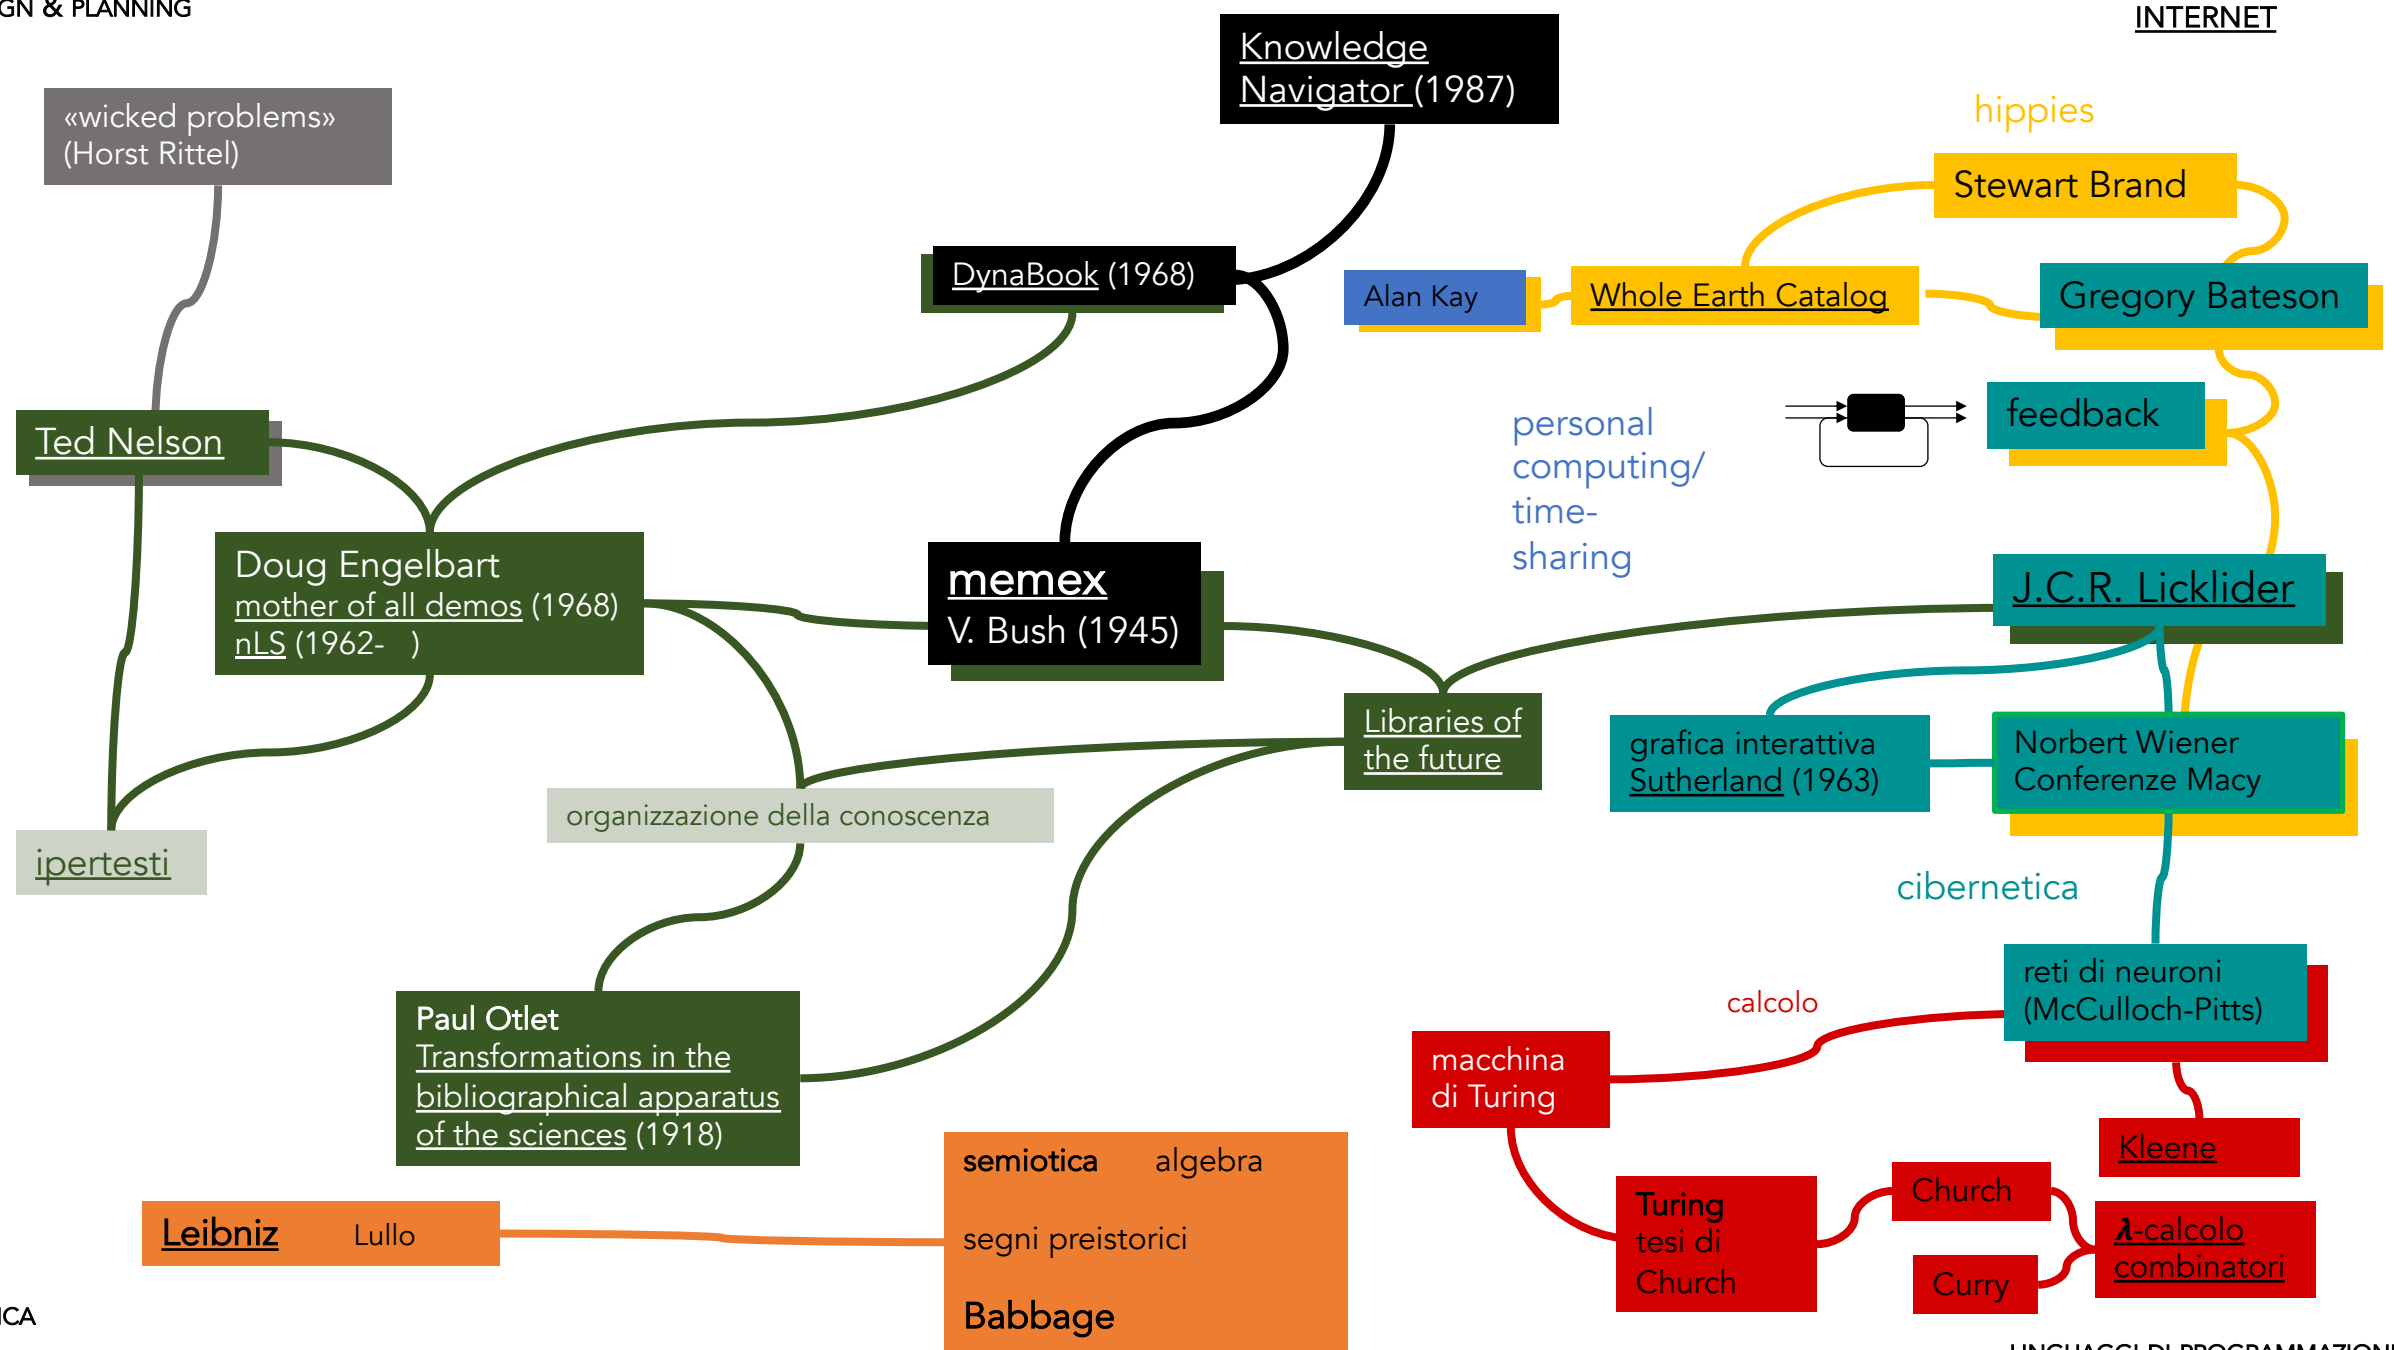 & PLANNING
INTERNET
Knowledge
Navigator (1987)
hippies
«wicked problems»
(Horst Rittel)
Stewart Brand
DynaBook (1968)
Alan Kay
Whole Earth Catalog
Gregory Bateson
personal
computing/
time-
sharing
feedback
Ted Nelson
Doug Engelbart
mother of all demos (1968)
nLS (1962- )
memex
V. Bush (1945)
J.C.R. Licklider
Libraries of
the future
grafica interattiva
Sutherland (1963)
Norbert Wiener
Conferenze Macy
organizzazione della conoscenza
ipertesti
cibernetica
reti di neuroni
(McCulloch-Pitts)
calcolo
Paul Otlet
Transformations in the
bibliographical apparatus
of the sciences (1918)
macchina
di Turing
Kleene
semiotica algebra
segni preistorici
Babbage
Leibniz Lullo
Turing
tesi di
Church
Church
Curry
λ-calcolo
combinatori